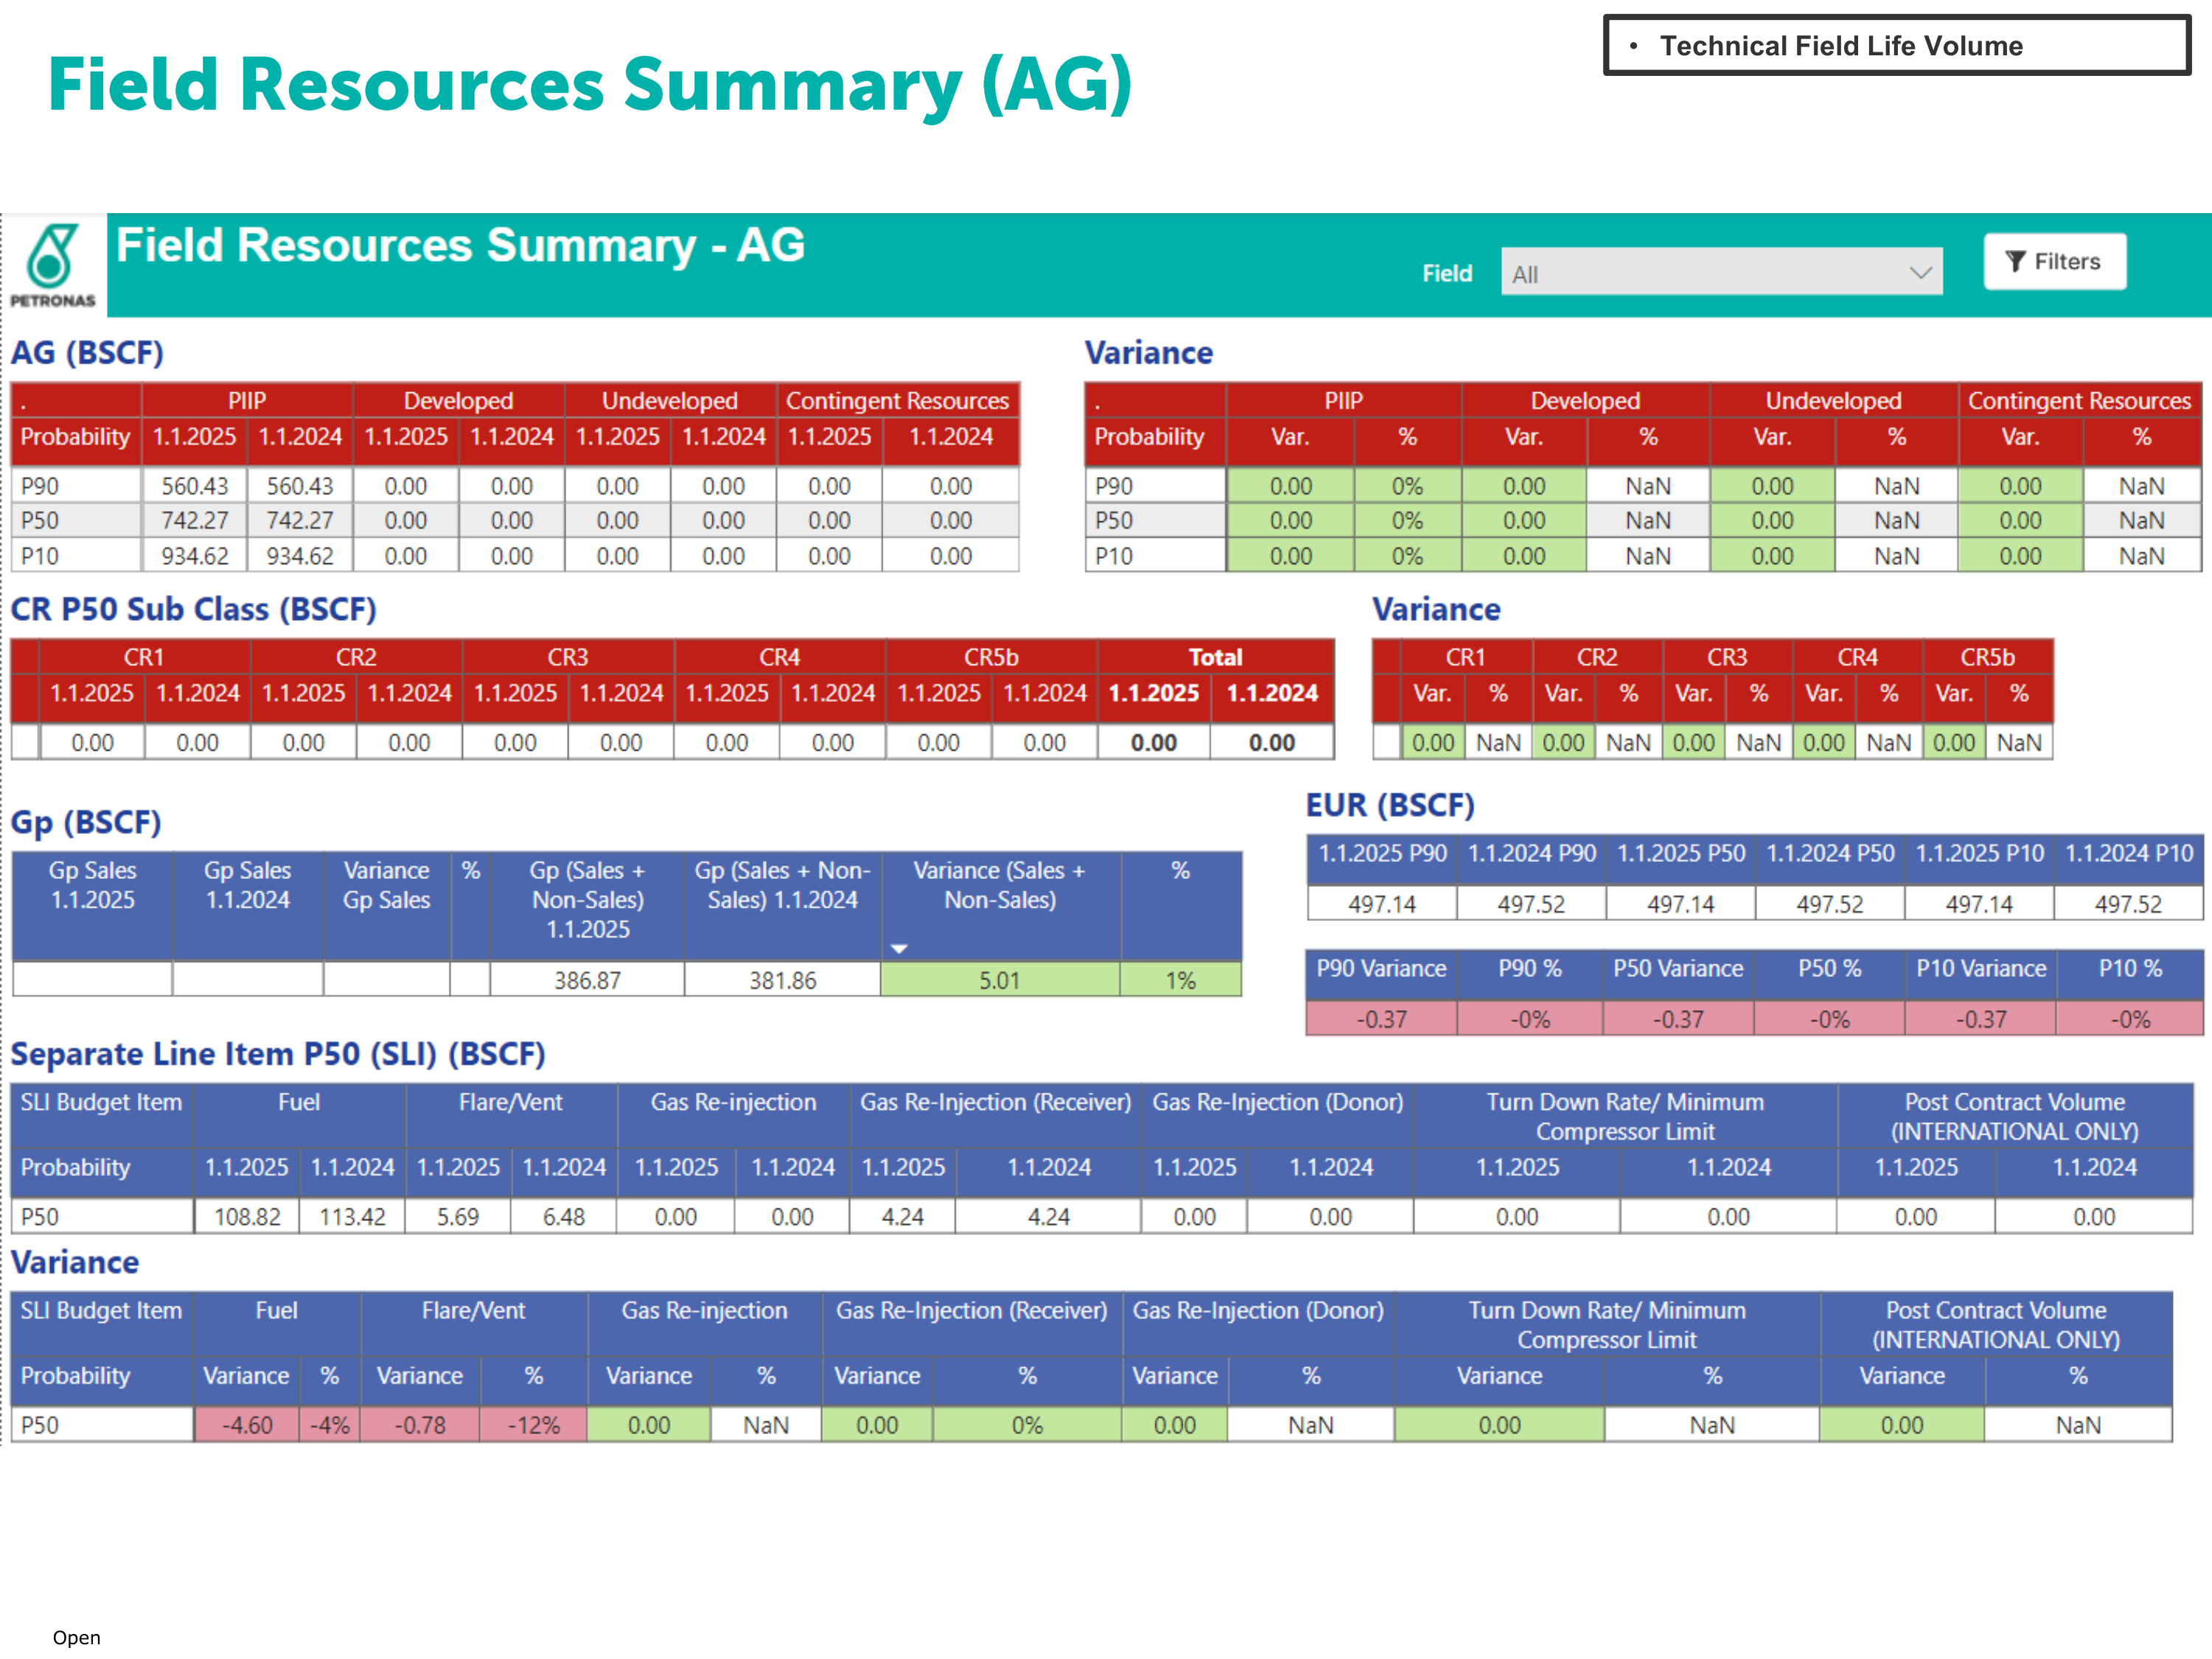 • Technical Field Life Volume
Field Resources Summary (AG)
PETRONAS
Field Resources Summary - AG
Field All Filters
AG (BSCF)
. PIIP Developed Undeveloped Contingent Resources
Probability 1.1.2025 1.1.2024 1.1.2025 1.1.2024 1.1.2025 1.1.2024 1.1.2025 1.1.2024
P90 560.43 560.43 0.00 0.00 0.00 0.00 0.00 0.00
P50 742.27 742.27 0.00 0.00 0.00 0.00 0.00 0.00
P10 934.62 934.62 0.00 0.00 0.00 0.00 0.00 0.00
Variance
. PIIP Developed Undeveloped Contingent Resources
Probability Var. % Var. % Var. % Var. %
P90 0.00 0% 0.00 NaN 0.00 NaN 0.00 NaN
P50 0.00 0% 0.00 NaN 0.00 NaN 0.00 NaN
P10 0.00 0% 0.00 NaN 0.00 NaN 0.00 NaN
CR P50 Sub Class (BSCF)
CR1 CR2 CR3 CR4 CR5b Total
1.1.2025 1.1.2024 1.1.2025 1.1.2024 1.1.2025 1.1.2024 1.1.2025 1.1.2024 1.1.2025 1.1.2024 1.1.2025 1.1.2024
0.00 0.00 0.00 0.00 0.00 0.00 0.00 0.00 0.00 0.00 0.00 0.00
Variance
CR1 CR2 CR3 CR4 CR5b
Var. % Var. % Var. % Var. % Var. %
0.00 NaN 0.00 NaN 0.00 NaN 0.00 NaN 0.00 NaN
Gp (BSCF)
Gp Sales Gp Sales Variance % Gp (Sales + Gp (Sales + Non- Variance (Sales + %
1.1.2025 1.1.2024 Gp Sales Non-Sales) Sales) 1.1.2024 Non-Sales)
1.1.2025
386.87 381.86 5.01 1%
EUR (BSCF)
1.1.2025 P90 1.1.2024 P90 1.1.2025 P50 1.1.2024 P50 1.1.2025 P10 1.1.2024 P10
497.14 497.52 497.14 497.52 497.14 497.52
P90 Variance P90 % P50 Variance P50 % P10 Variance P10 %
-0.37 -0% -0.37 -0% -0.37 -0%
Separate Line Item P50 (SLI) (BSCF)
SLI Budget Item Fuel Flare/Vent Gas Re-injection Gas Re-Injection (Receiver) Gas Re-Injection (Donor) Turn Down Rate/ Minimum Post Contract Volume
Compressor Limit (INTERNATIONAL ONLY)
Probability 1.1.2025 1.1.2024 1.1.2025 1.1.2024 1.1.2025 1.1.2024 1.1.2025 1.1.2024 1.1.2025 1.1.2024 1.1.2025 1.1.2024 1.1.2025 1.1.2024
P50 108.82 113.42 5.69 6.48 0.00 0.00 4.24 4.24 0.00 0.00 0.00 0.00 0.00 0.00
Variance
SLI Budget Item Fuel Flare/Vent Gas Re-injection Gas Re-Injection (Receiver) Gas Re-Injection (Donor) Turn Down Rate/ Minimum Post Contract Volume
Compressor Limit (INTERNATIONAL ONLY)
Probability Variance % Variance % Variance % Variance % Variance % Variance % Variance %
P50 -4.60 -4% -0.78 -12% 0.00 NaN 0.00 0% 0.00 NaN 0.00 NaN 0.00 NaN
Open